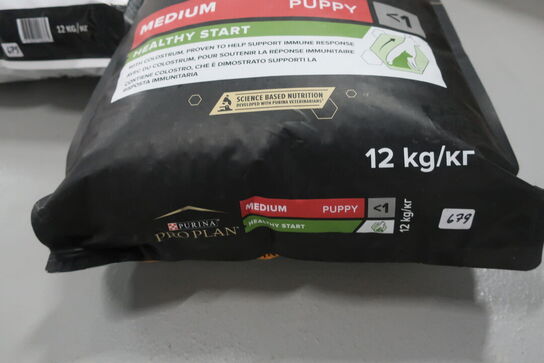 679
12 KG/КГ
MEDIUM PUPPY <1
HEALTHY START
WITH COLOSTRUM, PROVEN TO HELP SUPPORT IMMUNE RESPONSE
AVEC DU COLOSTRUM, POUR SOUTENIR LA RÉPONSE IMMUNITAIRE
CONTIENE COLOSTRO, CHE È DIMOSTRATO SUPPORTI LA
RISPOSTA IMMUNITARIA
SCIENCE BASED NUTRITION
DEVELOPED WITH PURINA VETERINARIANS
12 kg/кг
MEDIUM PUPPY <1
HEALTHY START
12 kg/кг
679
PURINA
PRO PLAN